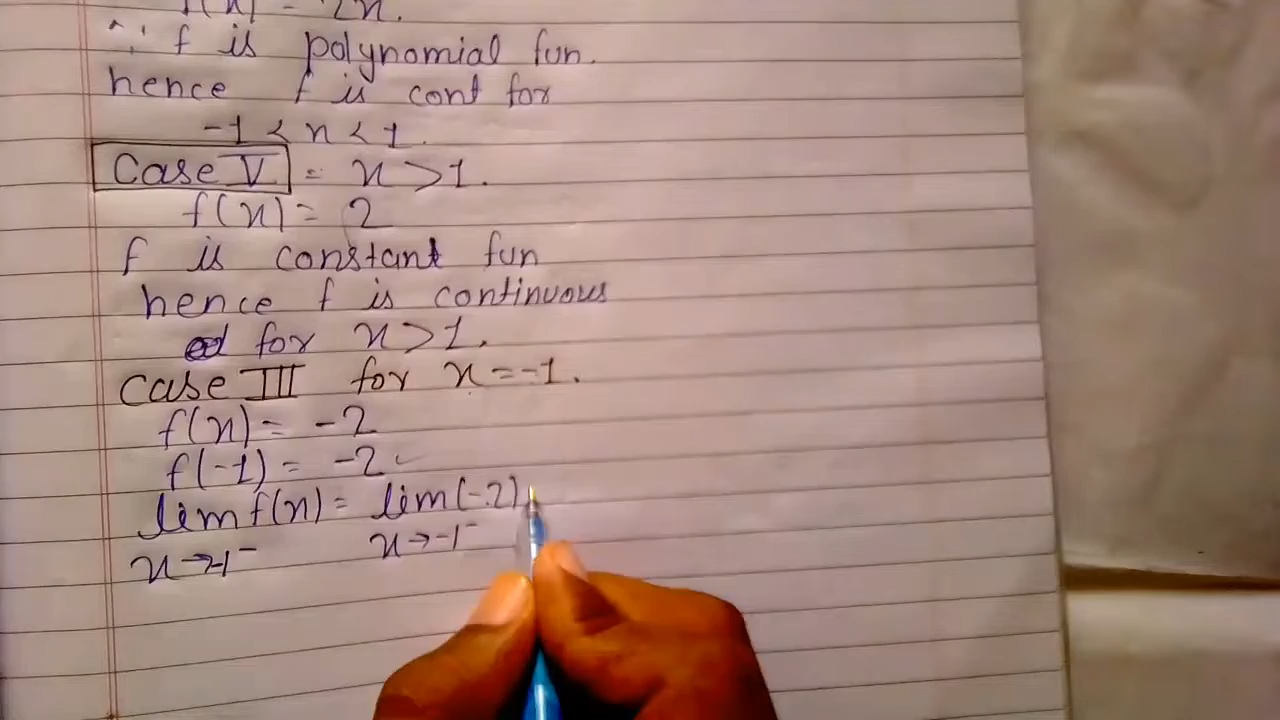 f(x) = 2x.
∵ f is polynomial fun.
hence f is cont for
-1 < x < 1.
Case V = x > 1.
f(x) = 2
f is constant fun
hence f is continuous
for x > 1.
Case III for x = -1.
f(x) = -2
f(-1) = -2
lim f(x) = lim (-2)
x→-1⁻ x→-1⁻